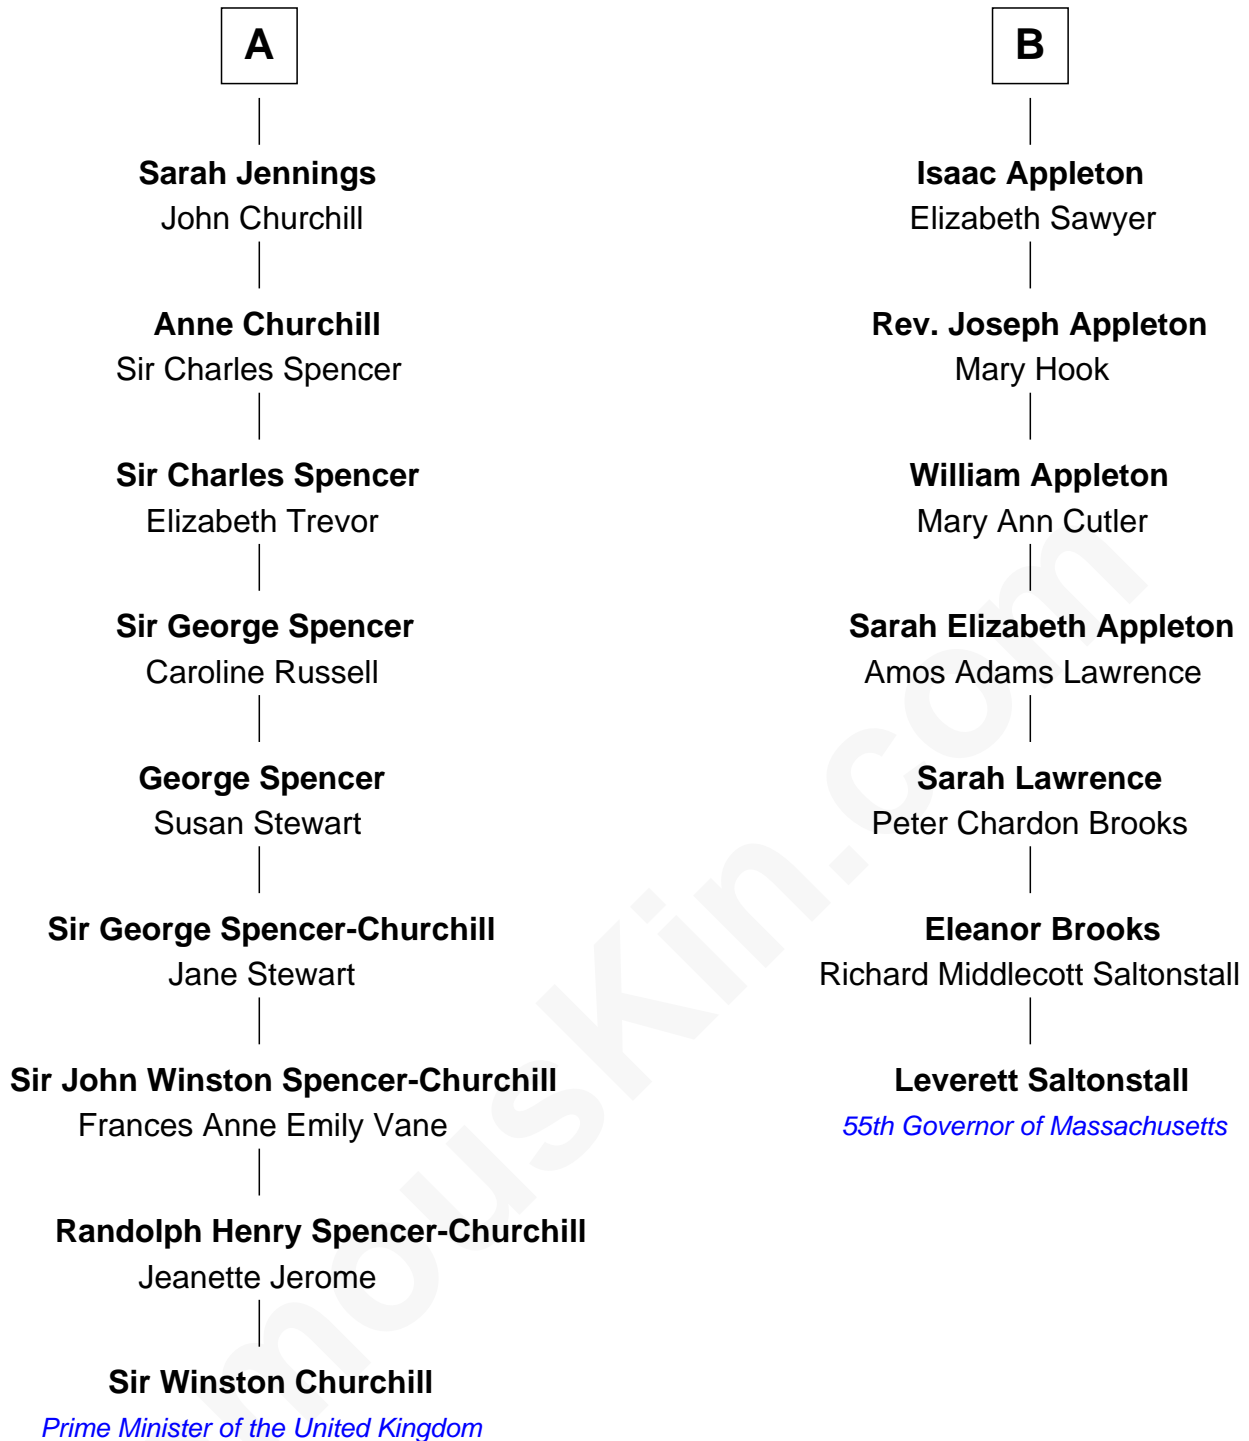 A
Sarah Jennings
John Churchill
Anne Churchill
Sir Charles Spencer
Sir Charles Spencer
Elizabeth Trevor
Sir George Spencer
Caroline Russell
George Spencer
Susan Stewart
Sir George Spencer-Churchill
Jane Stewart
Sir John Winston Spencer-Churchill
Frances Anne Emily Vane
Randolph Henry Spencer-Churchill
Jeanette Jerome
Sir Winston Churchill
Prime Minister of the United Kingdom
B
Isaac Appleton
Elizabeth Sawyer
Rev. Joseph Appleton
Mary Hook
William Appleton
Mary Ann Cutler
Sarah Elizabeth Appleton
Amos Adams Lawrence
Sarah Lawrence
Peter Chardon Brooks
Eleanor Brooks
Richard Middlecott Saltonstall
Leverett Saltonstall
55th Governor of Massachusetts
mousKin.com